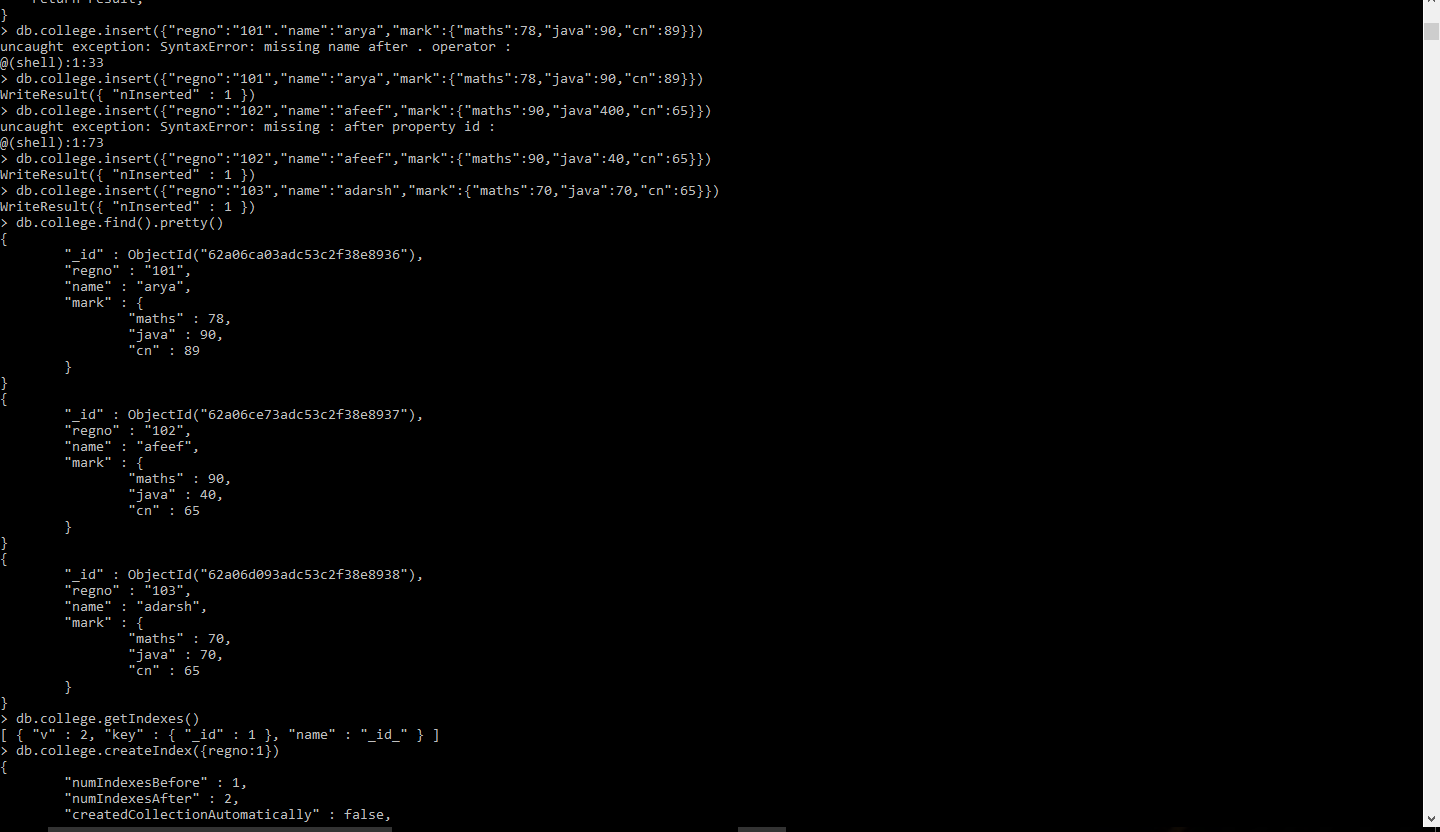 return result;
}
> db.college.insert({"regno":"101"."name":"arya","mark":{"maths":78,"java":90,"cn":89}})
uncaught exception: SyntaxError: missing name after . operator :
@(shell):1:33
> db.college.insert({"regno":"101","name":"arya","mark":{"maths":78,"java":90,"cn":89}})
WriteResult({ "nInserted" : 1 })
> db.college.insert({"regno":"102","name":"afeef","mark":{"maths":90,"java"400,"cn":65}})
uncaught exception: SyntaxError: missing : after property id :
@(shell):1:73
> db.college.insert({"regno":"102","name":"afeef","mark":{"maths":90,"java":40,"cn":65}})
WriteResult({ "nInserted" : 1 })
> db.college.insert({"regno":"103","name":"adarsh","mark":{"maths":70,"java":70,"cn":65}})
WriteResult({ "nInserted" : 1 })
> db.college.find().pretty()
{
        "_id" : ObjectId("62a06ca03adc53c2f38e8936"),
        "regno" : "101",
        "name" : "arya",
        "mark" : {
                "maths" : 78,
                "java" : 90,
                "cn" : 89
        }
}
{
        "_id" : ObjectId("62a06ce73adc53c2f38e8937"),
        "regno" : "102",
        "name" : "afeef",
        "mark" : {
                "maths" : 90,
                "java" : 40,
                "cn" : 65
        }
}
{
        "_id" : ObjectId("62a06d093adc53c2f38e8938"),
        "regno" : "103",
        "name" : "adarsh",
        "mark" : {
                "maths" : 70,
                "java" : 70,
                "cn" : 65
        }
}
> db.college.getIndexes()
[ { "v" : 2, "key" : { "_id" : 1 }, "name" : "_id_" } ]
> db.college.createIndex({regno:1})
{
        "numIndexesBefore" : 1,
        "numIndexesAfter" : 2,
        "createdCollectionAutomatically" : false,